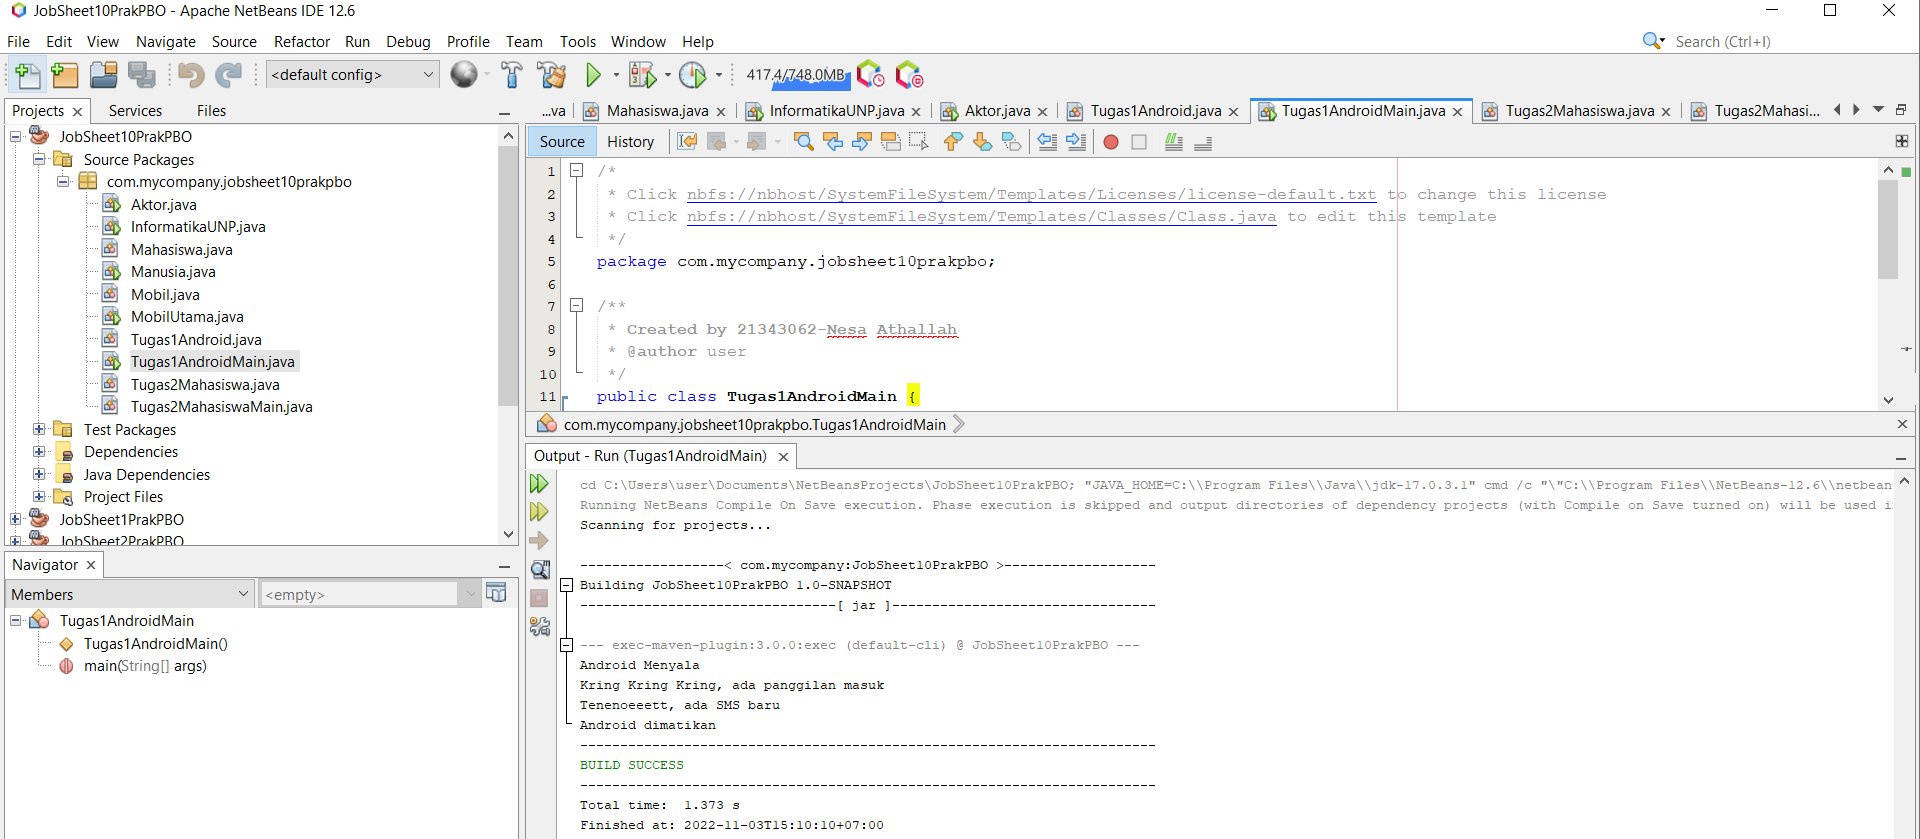 JobSheet10PrakPBO - Apache NetBeans IDE 12.6
File Edit View Navigate Source Refactor Run Debug Profile Team Tools Window Help
Search (Ctrl+I)
<default config>
417.4/748.0MB
Projects Services Files
JobSheet10PrakPBO
Source Packages
com.mycompany.jobsheet10prakpbo
Aktor.java
InformatikaUNP.java
Mahasiswa.java
Manusia.java
Mobil.java
MobilUtama.java
Tugas1Android.java
Tugas1AndroidMain.java
Tugas2Mahasiswa.java
Tugas2MahasiswaMain.java
Test Packages
Dependencies
Java Dependencies
Project Files
JobSheet1PrakPBO
JobSheet2PrakPBO
Navigator
Members
<empty>
Tugas1AndroidMain
Tugas1AndroidMain()
main(String[] args)
...va Mahasiswa.java InformatikaUNP.java Aktor.java Tugas1Android.java Tugas1AndroidMain.java Tugas2Mahasiswa.java Tugas2Mahasi...
Source History
1 /*
2 * Click nbfs://nbhost/SystemFileSystem/Templates/Licenses/license-default.txt to change this license
3 * Click nbfs://nbhost/SystemFileSystem/Templates/Classes/Class.java to edit this template
4 */
5 package com.mycompany.jobsheet10prakpbo;
6
7 /**
8 * Created by 21343062-Nesa Athallah
9 * @author user
10 */
11 public class Tugas1AndroidMain {
com.mycompany.jobsheet10prakpbo.Tugas1AndroidMain
Output - Run (Tugas1AndroidMain)
cd C:\Users\user\Documents\NetBeansProjects\JobSheet10PrakPBO; "JAVA_HOME=C:\\Program Files\\Java\\jdk-17.0.3.1" cmd /c "\"C:\\Program Files\\NetBeans-12.6\\netbean
Running NetBeans Compile On Save execution. Phase execution is skipped and output directories of dependency projects (with Compile on Save turned on) will be used i
Scanning for projects...
------------------< com.mycompany:JobSheet10PrakPBO >-------------------
Building JobSheet10PrakPBO 1.0-SNAPSHOT
--------------------------------[ jar ]---------------------------------
--- exec-maven-plugin:3.0.0:exec (default-cli) @ JobSheet10PrakPBO ---
Android Menyala
Kring Kring Kring, ada panggilan masuk
Tenenoeeett, ada SMS baru
Android dimatikan
------------------------------------------------------------------------
BUILD SUCCESS
------------------------------------------------------------------------
Total time:  1.373 s
Finished at: 2022-11-03T15:10:10+07:00